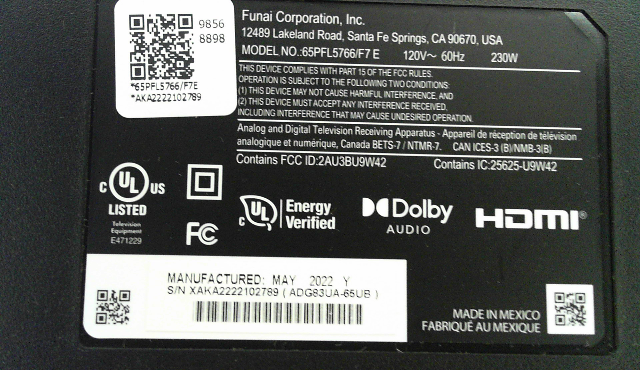 9856
8898
*65PFL5766/F7E
*AKA2222102789
Funai Corporation, Inc.
12489 Lakeland Road, Santa Fe Springs, CA 90670, USA
MODEL NO.:65PFL5766/F7 E 120V~ 60Hz 230W
THIS DEVICE COMPLIES WITH PART 15 OF THE FCC RULES.
OPERATION IS SUBJECT TO THE FOLLOWING TWO CONDITIONS:
(1) THIS DEVICE MAY NOT CAUSE HARMFUL INTERFERENCE, AND
(2) THIS DEVICE MUST ACCEPT ANY INTERFERENCE RECEIVED,
INCLUDING INTERFERENCE THAT MAY CAUSE UNDESIRED OPERATION.
Analog and Digital Television Receiving Apparatus - Appareil de réception de télévision
analogique et numérique, Canada BETS-7 / NTMR-7. CAN ICES-3 (B)/NMB-3(B)
Contains FCC ID:2AU3BU9W42 Contains IC:25625-U9W42
C UL US
LISTED
Television
Equipment
E471229
FC
C UL Energy
Verified
Dolby
AUDIO
HDMI®
MANUFACTURED: MAY 2022 Y
S/N XAKA2222102789 ( ADG93UA-65UB )
MADE IN MEXICO
FABRIQUÉ AU MEXIQUE